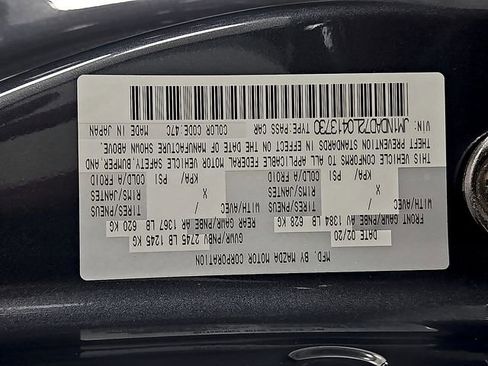 MFD. BY MAZDA MOTOR CORPORATION
DATE 02/20 GVWR/PNBV 2745 LB 1245 KG
FRONT GAWR/PNBE AV 1384 LB 628 KG GAWR/PNBE AR 1367 LB 620 KG
WITH/AVEC TIRES/PNEUS WITH/AVEC TIRES/PNEUS
/ RIMS/JANTES / RIMS/JANTES
X X
KPA/ PSI COLD/A FROID KPA/ PSI COLD/A FROID
THIS VEHICLE CONFORMS TO ALL APPLICABLE FEDERAL MOTOR VEHICLE SAFETY, BUMPER, AND
THEFT PREVENTION STANDARDS IN EFFECT ON THE DATE OF MANUFACTURE SHOWN ABOVE.
VIN: JM1NDAD72L0413730 TYPE:PASS CAR COLOR CODE:47C MADE IN JAPAN